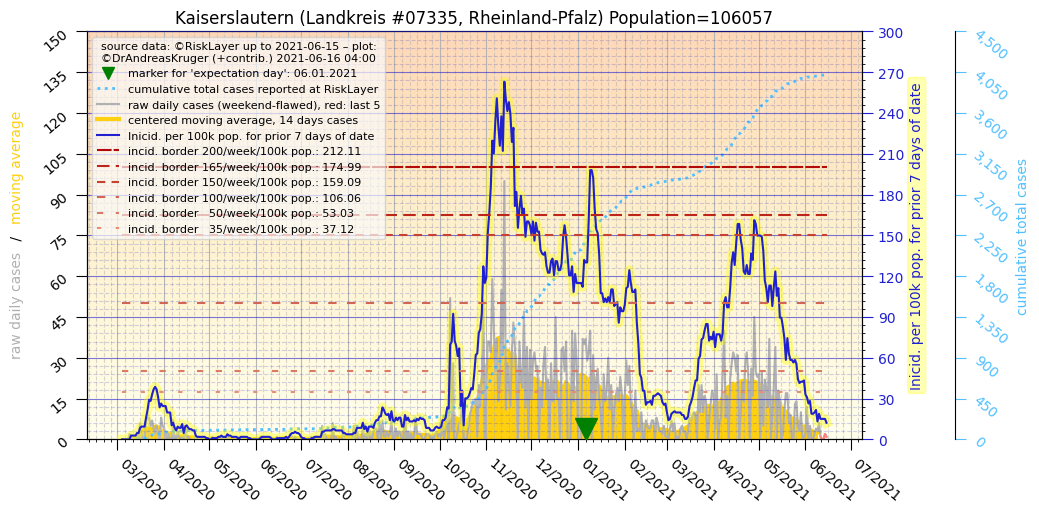 Kaiserslautern (Landkreis #07335, Rheinland-Pfalz) Population=106057
source data: ©RiskLayer up to 2021-06-15 – plot:
©DrAndreasKruger (+contrib.) 2021-06-16 04:00
marker for 'expectation day': 06.01.2021
cumulative total cases reported at RiskLayer
raw daily cases (weekend-flawed), red: last 5
centered moving average, 14 days cases
Inicid. per 100k pop. for prior 7 days of date
incid. border 200/week/100k pop.: 212.11
incid. border 165/week/100k pop.: 174.99
incid. border 150/week/100k pop.: 159.09
incid. border 100/week/100k pop.: 106.06
incid. border   50/week/100k pop.: 53.03
incid. border   35/week/100k pop.: 37.12
raw daily cases / moving average
150
135
120
105
90
75
60
45
30
15
0
03/2020
04/2020
05/2020
06/2020
07/2020
08/2020
09/2020
10/2020
11/2020
12/2020
01/2021
02/2021
03/2021
04/2021
05/2021
06/2021
07/2021
300
270
240
210
180
150
120
90
60
30
0
Inicid. per 100k pop. for prior 7 days of date
4,500
4,050
3,600
3,150
2,700
2,250
1,800
1,350
900
450
0
cumulative total cases